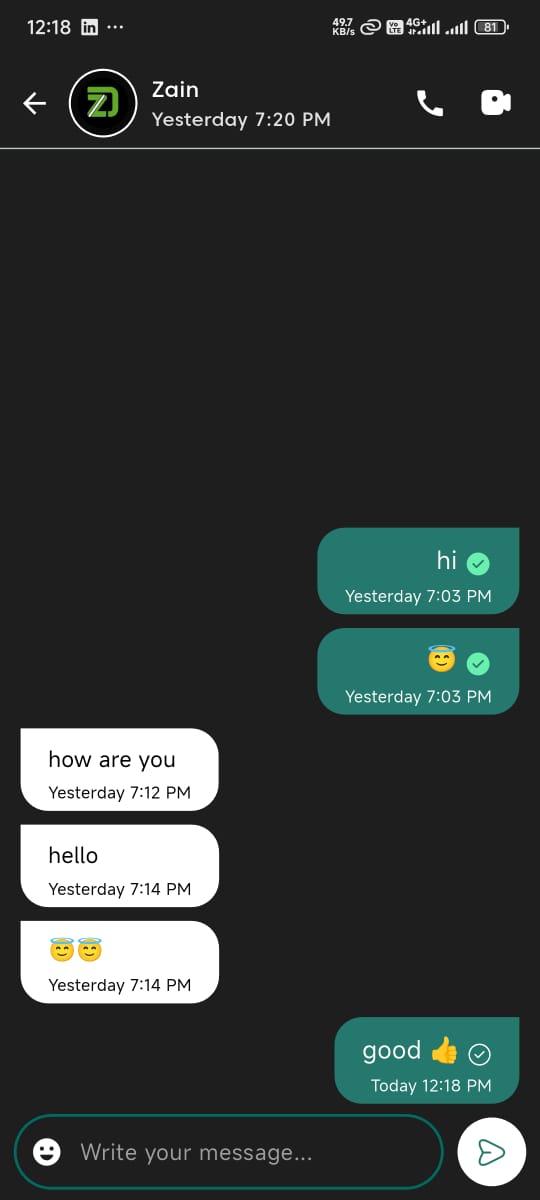 12:18 in ... 49.7 KB/s Vo LTE 4G+ 81
Zain
Yesterday 7:20 PM
hi
Yesterday 7:03 PM
😇
Yesterday 7:03 PM
how are you
Yesterday 7:12 PM
hello
Yesterday 7:14 PM
😇😇
Yesterday 7:14 PM
good 👍
Today 12:18 PM
Write your message...